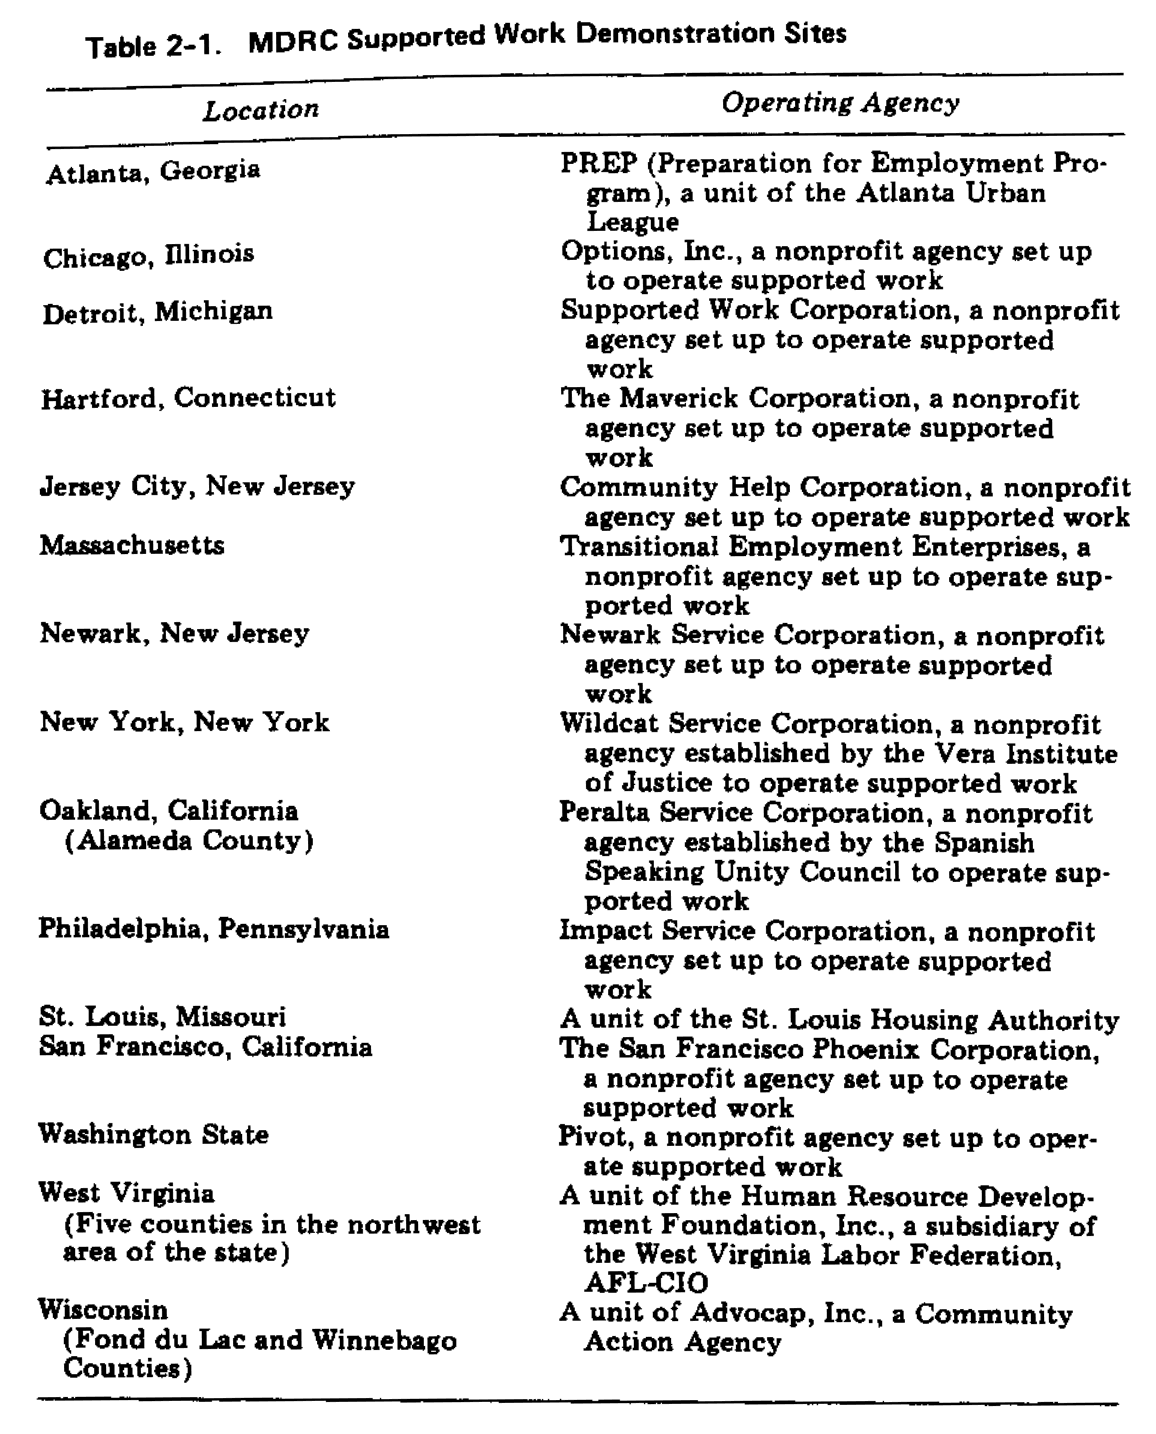 Table 2-1. MDRC Supported Work Demonstration Sites
Location Operating Agency
Atlanta, Georgia PREP (Preparation for Employment Pro-
gram), a unit of the Atlanta Urban
League
Chicago, Illinois Options, Inc., a nonprofit agency set up
to operate supported work
Detroit, Michigan Supported Work Corporation, a nonprofit
agency set up to operate supported
work
Hartford, Connecticut The Maverick Corporation, a nonprofit
agency set up to operate supported
work
Jersey City, New Jersey Community Help Corporation, a nonprofit
agency set up to operate supported work
Massachusetts Transitional Employment Enterprises, a
nonprofit agency set up to operate sup-
ported work
Newark, New Jersey Newark Service Corporation, a nonprofit
agency set up to operate supported
work
New York, New York Wildcat Service Corporation, a nonprofit
agency established by the Vera Institute
of Justice to operate supported work
Oakland, California Peralta Service Corporation, a nonprofit
(Alameda County) agency established by the Spanish
Speaking Unity Council to operate sup-
ported work
Philadelphia, Pennsylvania Impact Service Corporation, a nonprofit
agency set up to operate supported
work
St. Louis, Missouri A unit of the St. Louis Housing Authority
San Francisco, California The San Francisco Phoenix Corporation,
a nonprofit agency set up to operate
supported work
Washington State Pivot, a nonprofit agency set up to oper-
ate supported work
West Virginia A unit of the Human Resource Develop-
(Five counties in the northwest ment Foundation, Inc., a subsidiary of
area of the state) the West Virginia Labor Federation,
AFL-CIO
Wisconsin A unit of Advocap, Inc., a Community
(Fond du Lac and Winnebago Action Agency
Counties)